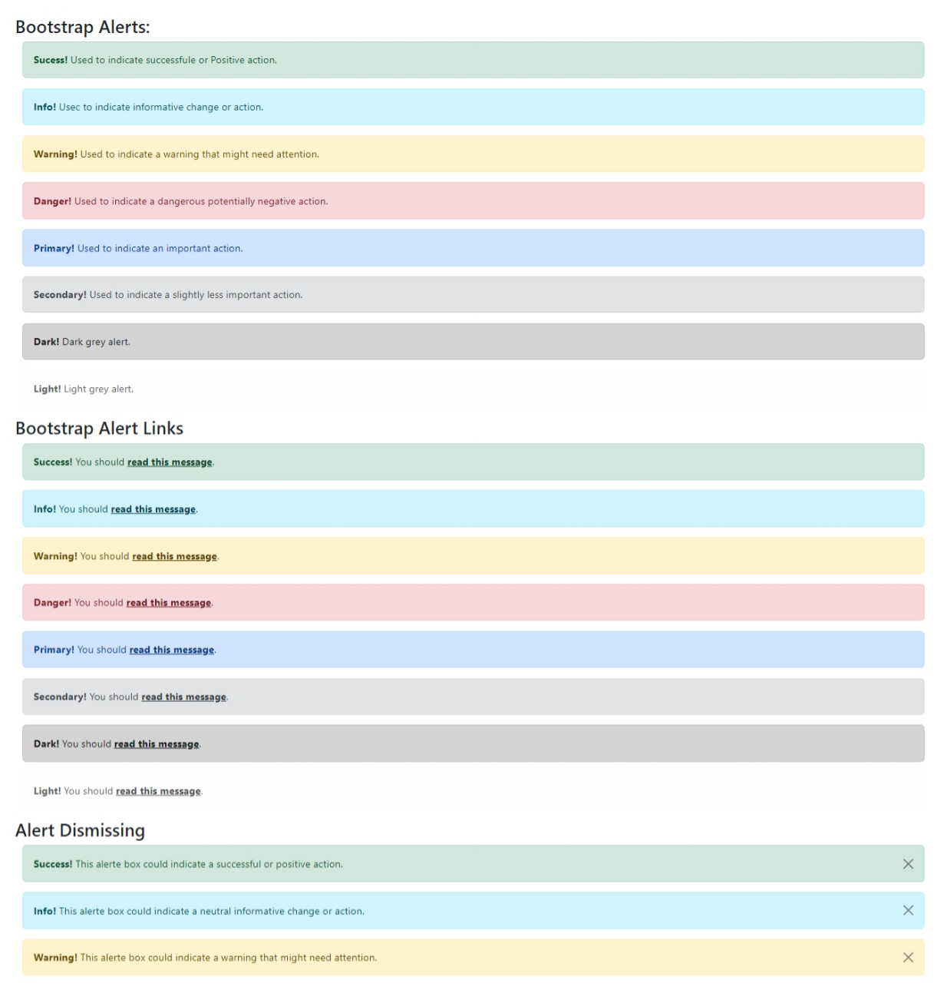 Bootstrap Alerts:
Sucess! Used to indicate successfule or Positive action.
Info! Usec to indicate informative change or action.
Warning! Used to indicate a warning that might need attention.
Danger! Used to indicate a dangerous potentially negative action.
Primary! Used to indicate an important action.
Secondary! Used to indicate a slightly less important action.
Dark! Dark grey alert.
Light! Light grey alert.
Bootstrap Alert Links
Success! You should read this message.
Info! You should read this message.
Warning! You should read this message.
Danger! You should read this message.
Primary! You should read this message.
Secondary! You should read this message.
Dark! You should read this message.
Light! You should read this message.
Alert Dismissing
Success! This alerte box could indicate a successful or positive action.
Info! This alerte box could indicate a neutral informative change or action.
Warning! This alerte box could indicate a warning that might need attention.